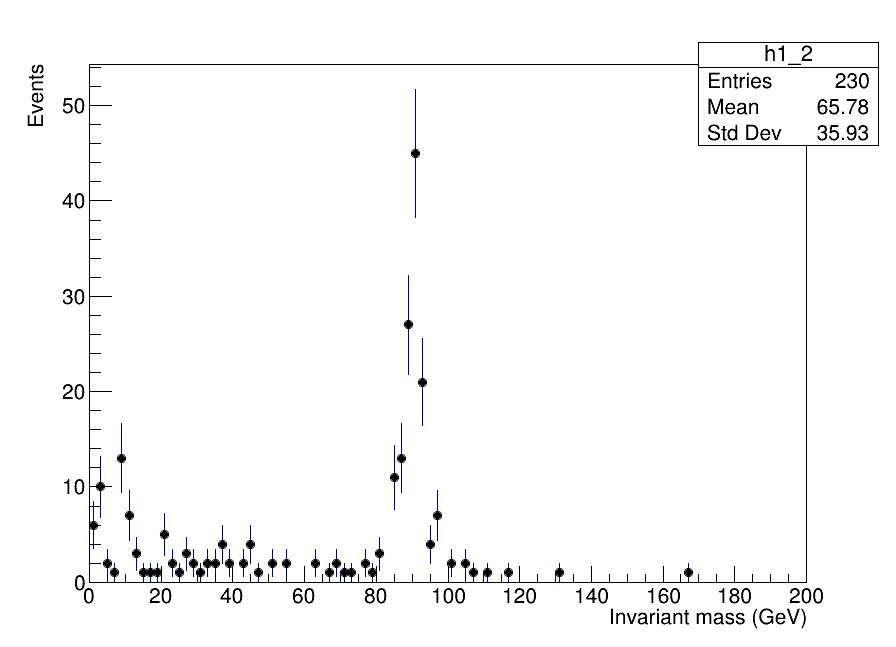 h1_2
Entries 230
Mean 65.78
Std Dev 35.93
Events
50
40
30
20
10
0
0 20 40 60 80 100 120 140 160 180 200
Invariant mass (GeV)